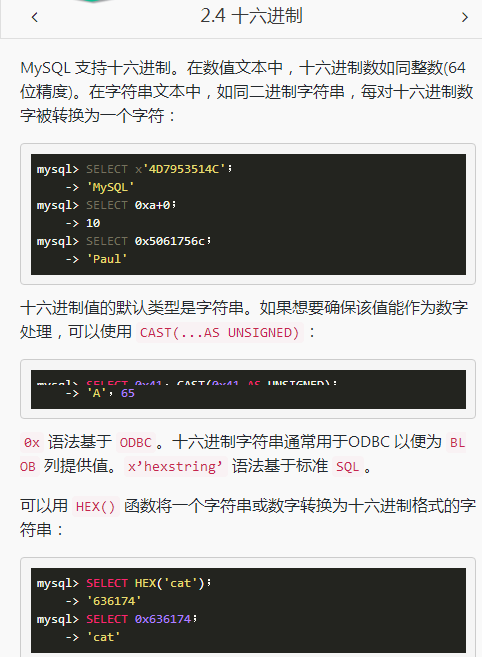 2.4 十六进制
MySQL 支持十六进制。在数值文本中，十六进制数如同整数(64
位精度)。在字符串文本中，如同二进制字符串，每对十六进制数
字被转换为一个字符：
mysql> SELECT x'4D7953514C';
-> 'MySQL'
mysql> SELECT 0xa+0;
-> 10
mysql> SELECT 0x5061756c;
-> 'Paul'
十六进制值的默认类型是字符串。如果想要确保该值能作为数字
处理，可以使用 CAST(...AS UNSIGNED)：
mysql> SELECT 0x41，CAST(0x41 AS UNSIGNED);
-> 'A'，65
0x 语法基于 ODBC 。十六进制字符串通常用于ODBC 以便为 BL
OB 列提供值。 x’hexstring’ 语法基于标准 SQL 。
可以用 HEX() 函数将一个字符串或数字转换为十六进制格式的字
符串：
mysql> SELECT HEX('cat');
-> '636174'
mysql> SELECT 0x636174;
-> 'cat'